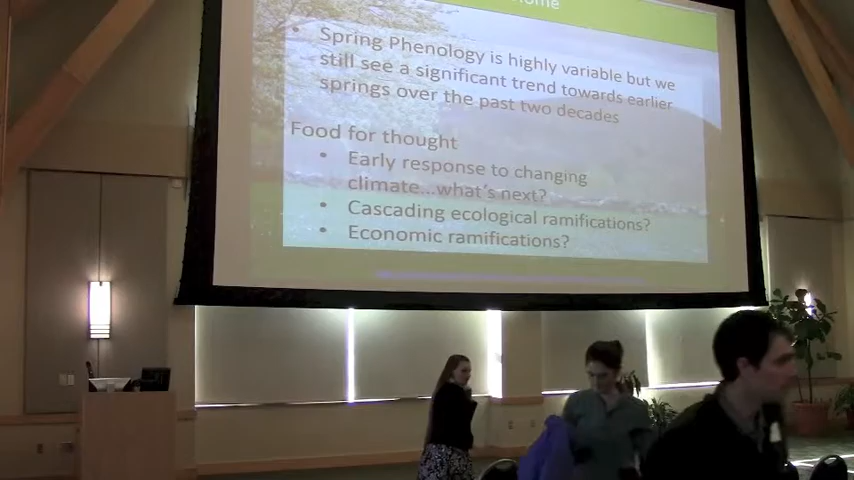 home
• Spring Phenology is highly variable but we
still see a significant trend towards earlier
springs over the past two decades
Food for thought
• Early response to changing
climate...what's next?
• Cascading ecological ramifications?
• Economic ramifications?